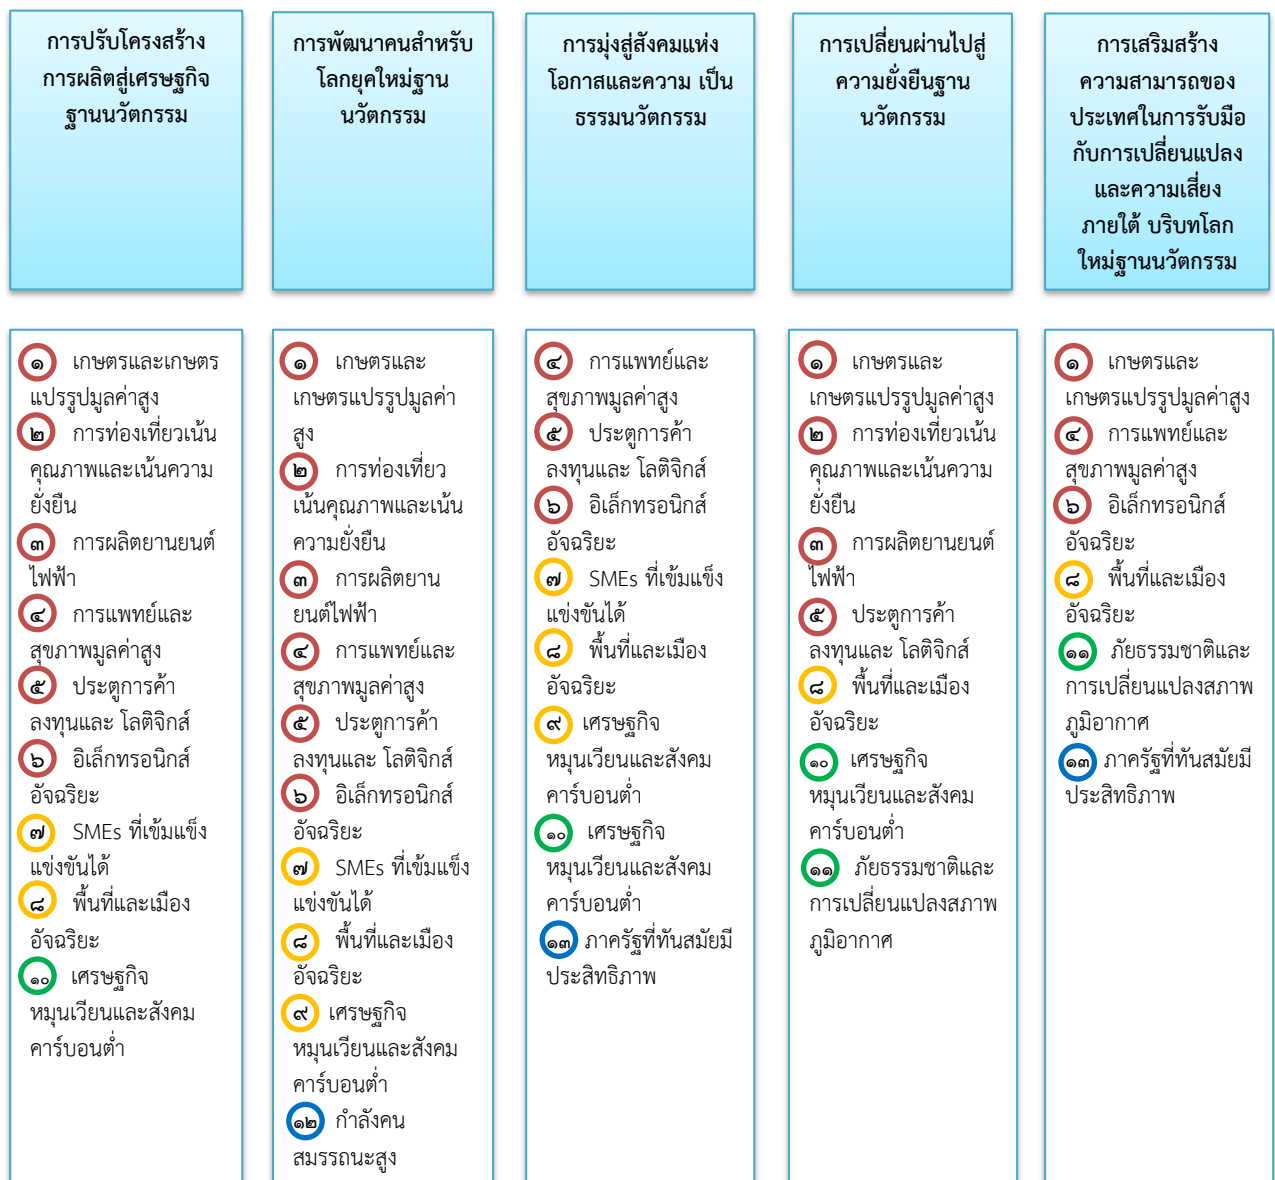 การปรับโครงสร้าง
การผลิตสู่เศรษฐกิจ
ฐานนวัตกรรม
การพัฒนาคนสำหรับ
โลกยุคใหม่ฐาน
นวัตกรรม
การมุ่งสู่สังคมแห่ง
โอกาสและความ เป็น
ธรรมนวัตกรรม
การเปลี่ยนผ่านไปสู่
ความยั่งยืนฐาน
นวัตกรรม
การเสริมสร้าง
ความสามารถของ
ประเทศในการรับมือ
กับการเปลี่ยนแปลง
และความเสี่ยง
ภายใต้ บริบทโลก
ใหม่ฐานนวัตกรรม
๑ เกษตรและเกษตร
แปรรูปมูลค่าสูง
๒ การท่องเที่ยวเน้น
คุณภาพและเน้นความ
ยั่งยืน
๓ การผลิตยานยนต์
ไฟฟ้า
๔ การแพทย์และ
สุขภาพมูลค่าสูง
๕ ประตูการค้า
ลงทุนและ โลติจิกส์
๖ อิเล็กทรอนิกส์
อัจฉริยะ
๗ SMEs ที่เข้มแข็ง
แข่งขันได้
๘ พื้นที่และเมือง
อัจฉริยะ
๑๐ เศรษฐกิจ
หมุนเวียนและสังคม
คาร์บอนต่ำ
๑ เกษตรและ
เกษตรแปรรูปมูลค่า
สูง
๒ การท่องเที่ยว
เน้นคุณภาพและเน้น
ความยั่งยืน
๓ การผลิตยาน
ยนต์ไฟฟ้า
๔ การแพทย์และ
สุขภาพมูลค่าสูง
๕ ประตูการค้า
ลงทุนและ โลติจิกส์
๖ อิเล็กทรอนิกส์
อัจฉริยะ
๗ SMEs ที่เข้มแข็ง
แข่งขันได้
๘ พื้นที่และเมือง
อัจฉริยะ
๙ เศรษฐกิจ
หมุนเวียนและสังคม
คาร์บอนต่ำ
๑๒ กำลังคน
สมรรถนะสูง
๔ การแพทย์และ
สุขภาพมูลค่าสูง
๕ ประตูการค้า
ลงทุนและ โลติจิกส์
๖ อิเล็กทรอนิกส์
อัจฉริยะ
๗ SMEs ที่เข้มแข็ง
แข่งขันได้
๘ พื้นที่และเมือง
อัจฉริยะ
๙ เศรษฐกิจ
หมุนเวียนและสังคม
คาร์บอนต่ำ
๑๐ เศรษฐกิจ
หมุนเวียนและสังคม
คาร์บอนต่ำ
๑๓ ภาครัฐที่ทันสมัยมี
ประสิทธิภาพ
๑ เกษตรและ
เกษตรแปรรูปมูลค่าสูง
๒ การท่องเที่ยวเน้น
คุณภาพและเน้นความ
ยั่งยืน
๓ การผลิตยานยนต์
ไฟฟ้า
๕ ประตูการค้า
ลงทุนและ โลติจิกส์
๘ พื้นที่และเมือง
อัจฉริยะ
๑๐ เศรษฐกิจ
หมุนเวียนและสังคม
คาร์บอนต่ำ
๑๑ ภัยธรรมชาติและ
การเปลี่ยนแปลงสภาพ
ภูมิอากาศ
๑ เกษตรและ
เกษตรแปรรูปมูลค่าสูง
๔ การแพทย์และ
สุขภาพมูลค่าสูง
๖ อิเล็กทรอนิกส์
อัจฉริยะ
๘ พื้นที่และเมือง
อัจฉริยะ
๑๑ ภัยธรรมชาติและ
การเปลี่ยนแปลงสภาพ
ภูมิอากาศ
๑๓ ภาครัฐที่ทันสมัยมี
ประสิทธิภาพ